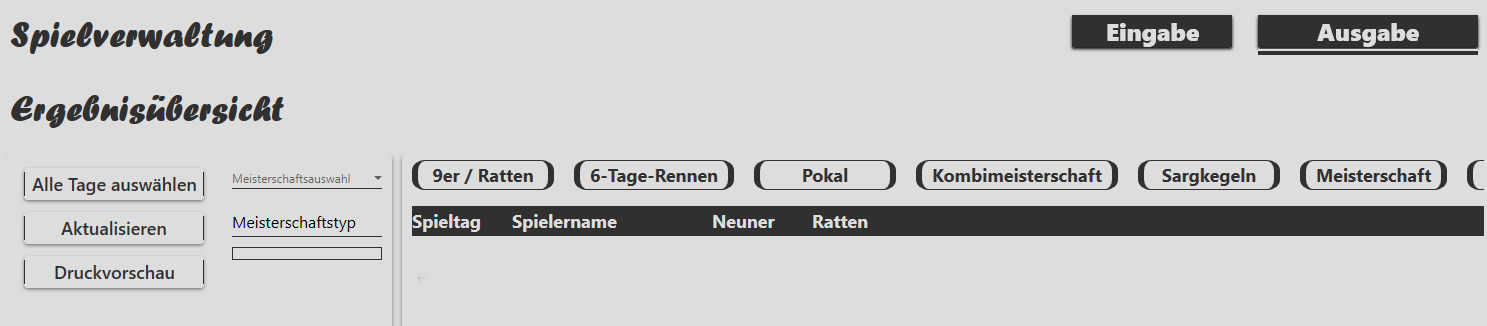 Spielverwaltung
Eingabe
Ausgabe
Ergebnisübersicht
Alle Tage auswählen
Aktualisieren
Druckvorschau
Meisterschaftsauswahl
Meisterschaftstyp
9er / Ratten
6-Tage-Rennen
Pokal
Kombimeisterschaft
Sargkegeln
Meisterschaft
Spieltag Spielername Neuner Ratten